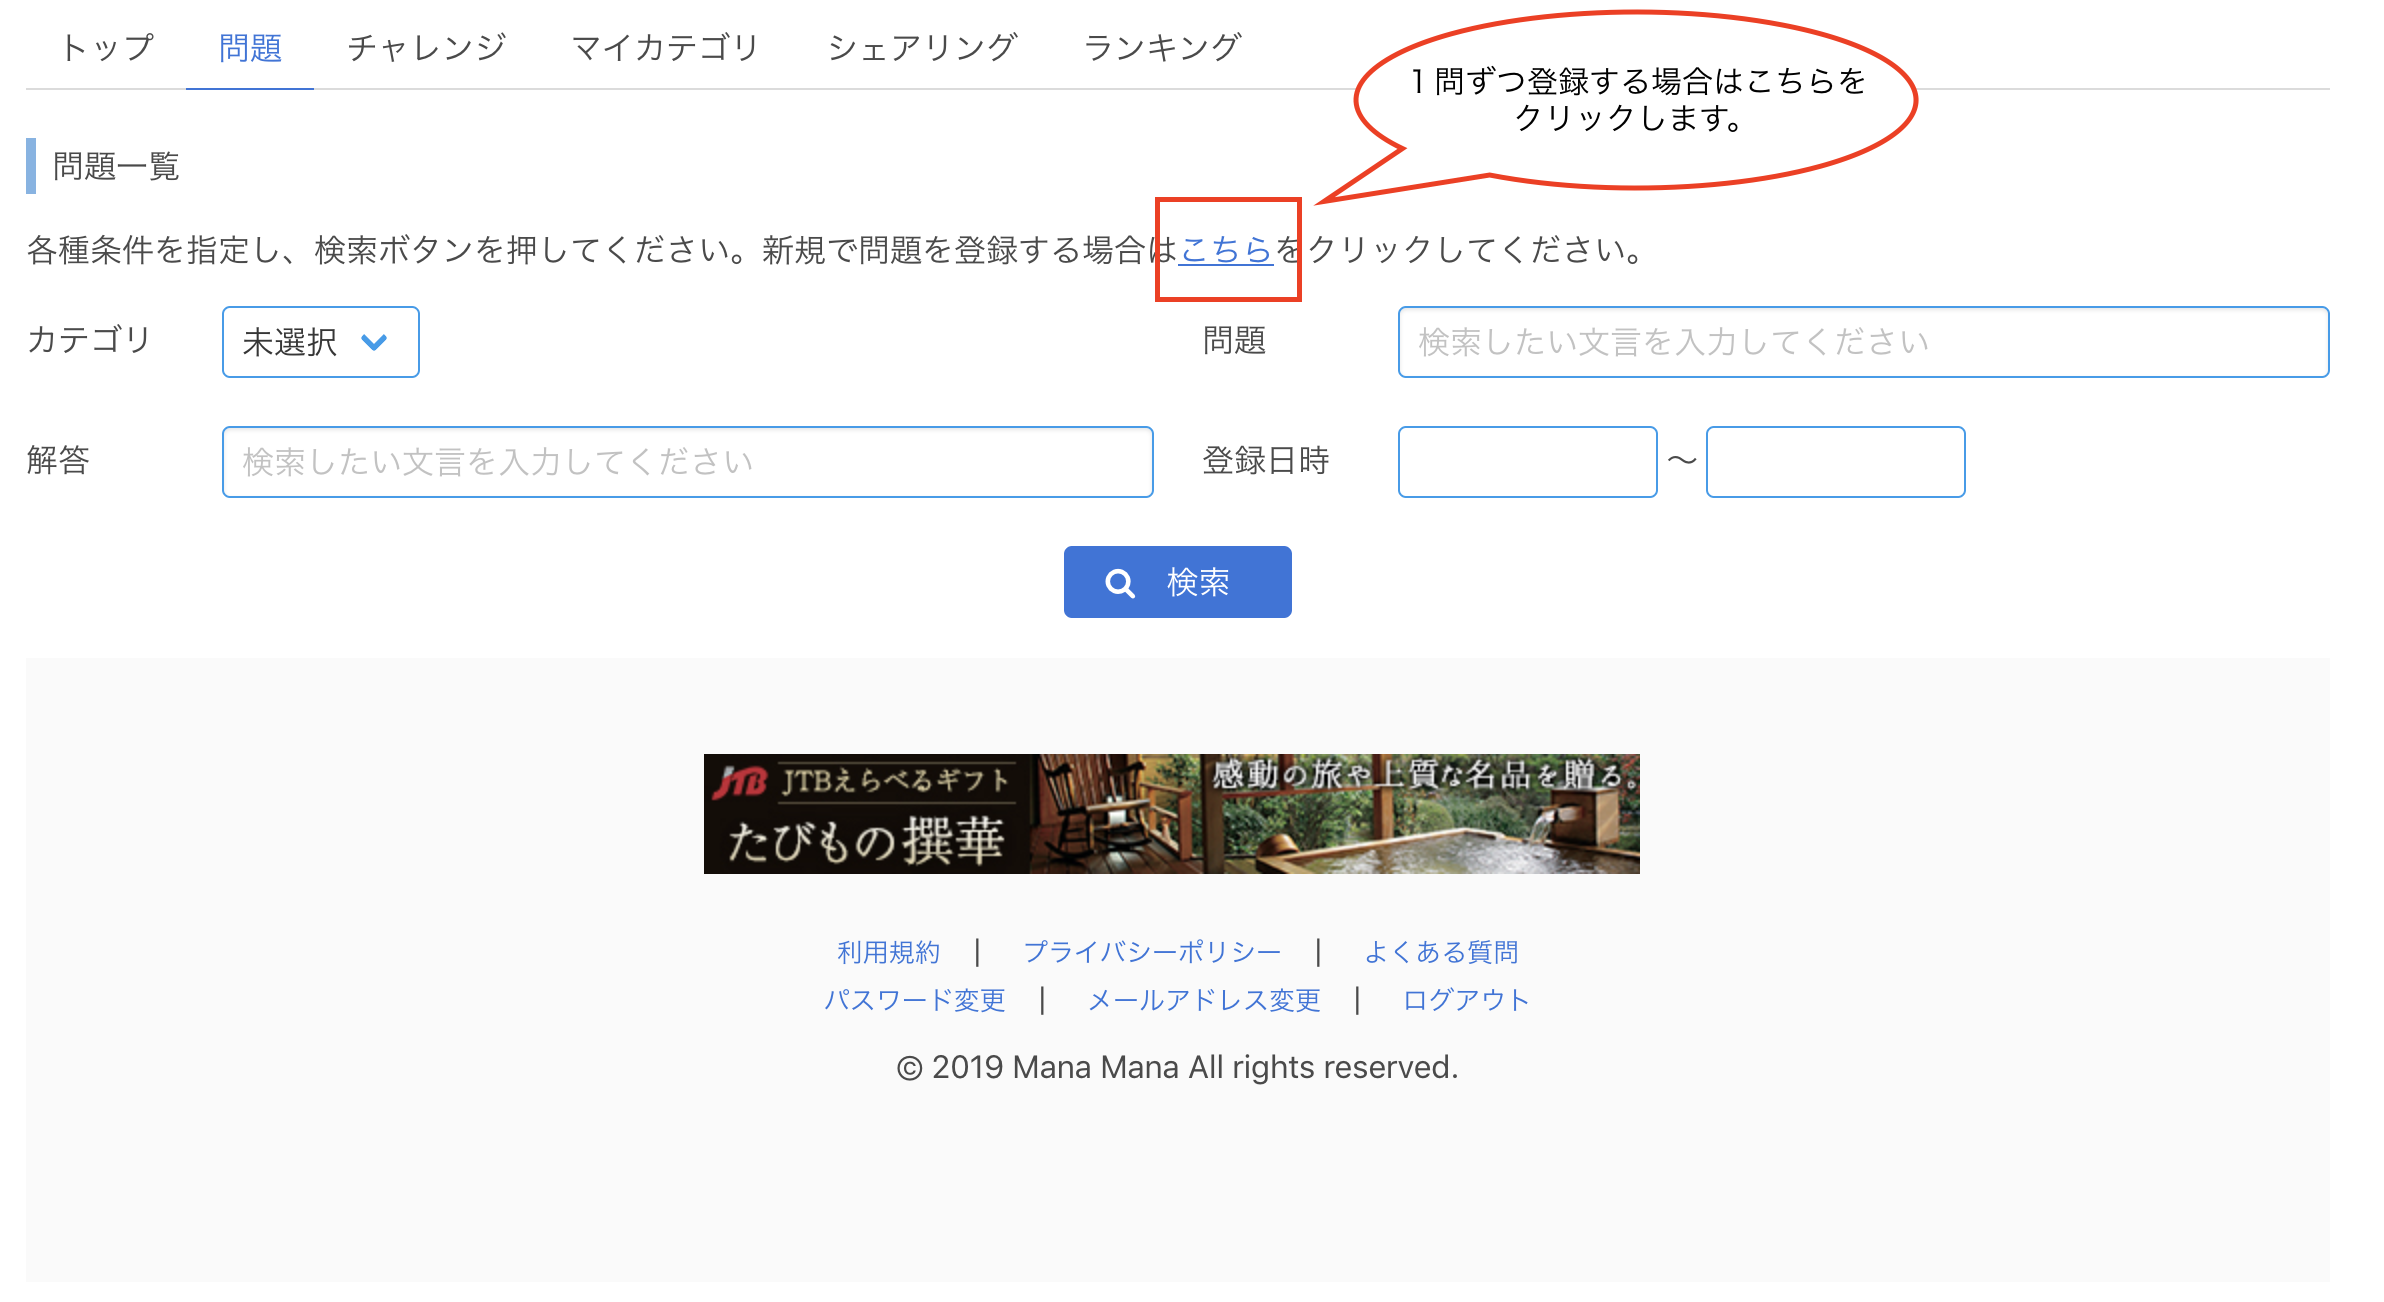 トップ 問題 チャレンジ マイカテゴリ シェアリング ランキング
１問ずつ登録する場合はこちらを
クリックします。
問題一覧
各種条件を指定し、検索ボタンを押してください。新規で問題を登録する場合はこちらをクリックしてください。
カテゴリ 未選択 問題 検索したい文言を入力してください
解答 検索したい文言を入力してください 登録日時 〜
検索
JTB JTBえらべるギフト 感動の旅や上質な名品を贈る。
たびもの撰華
利用規約 | プライバシーポリシー | よくある質問
パスワード変更 | メールアドレス変更 | ログアウト
© 2019 Mana Mana All rights reserved.